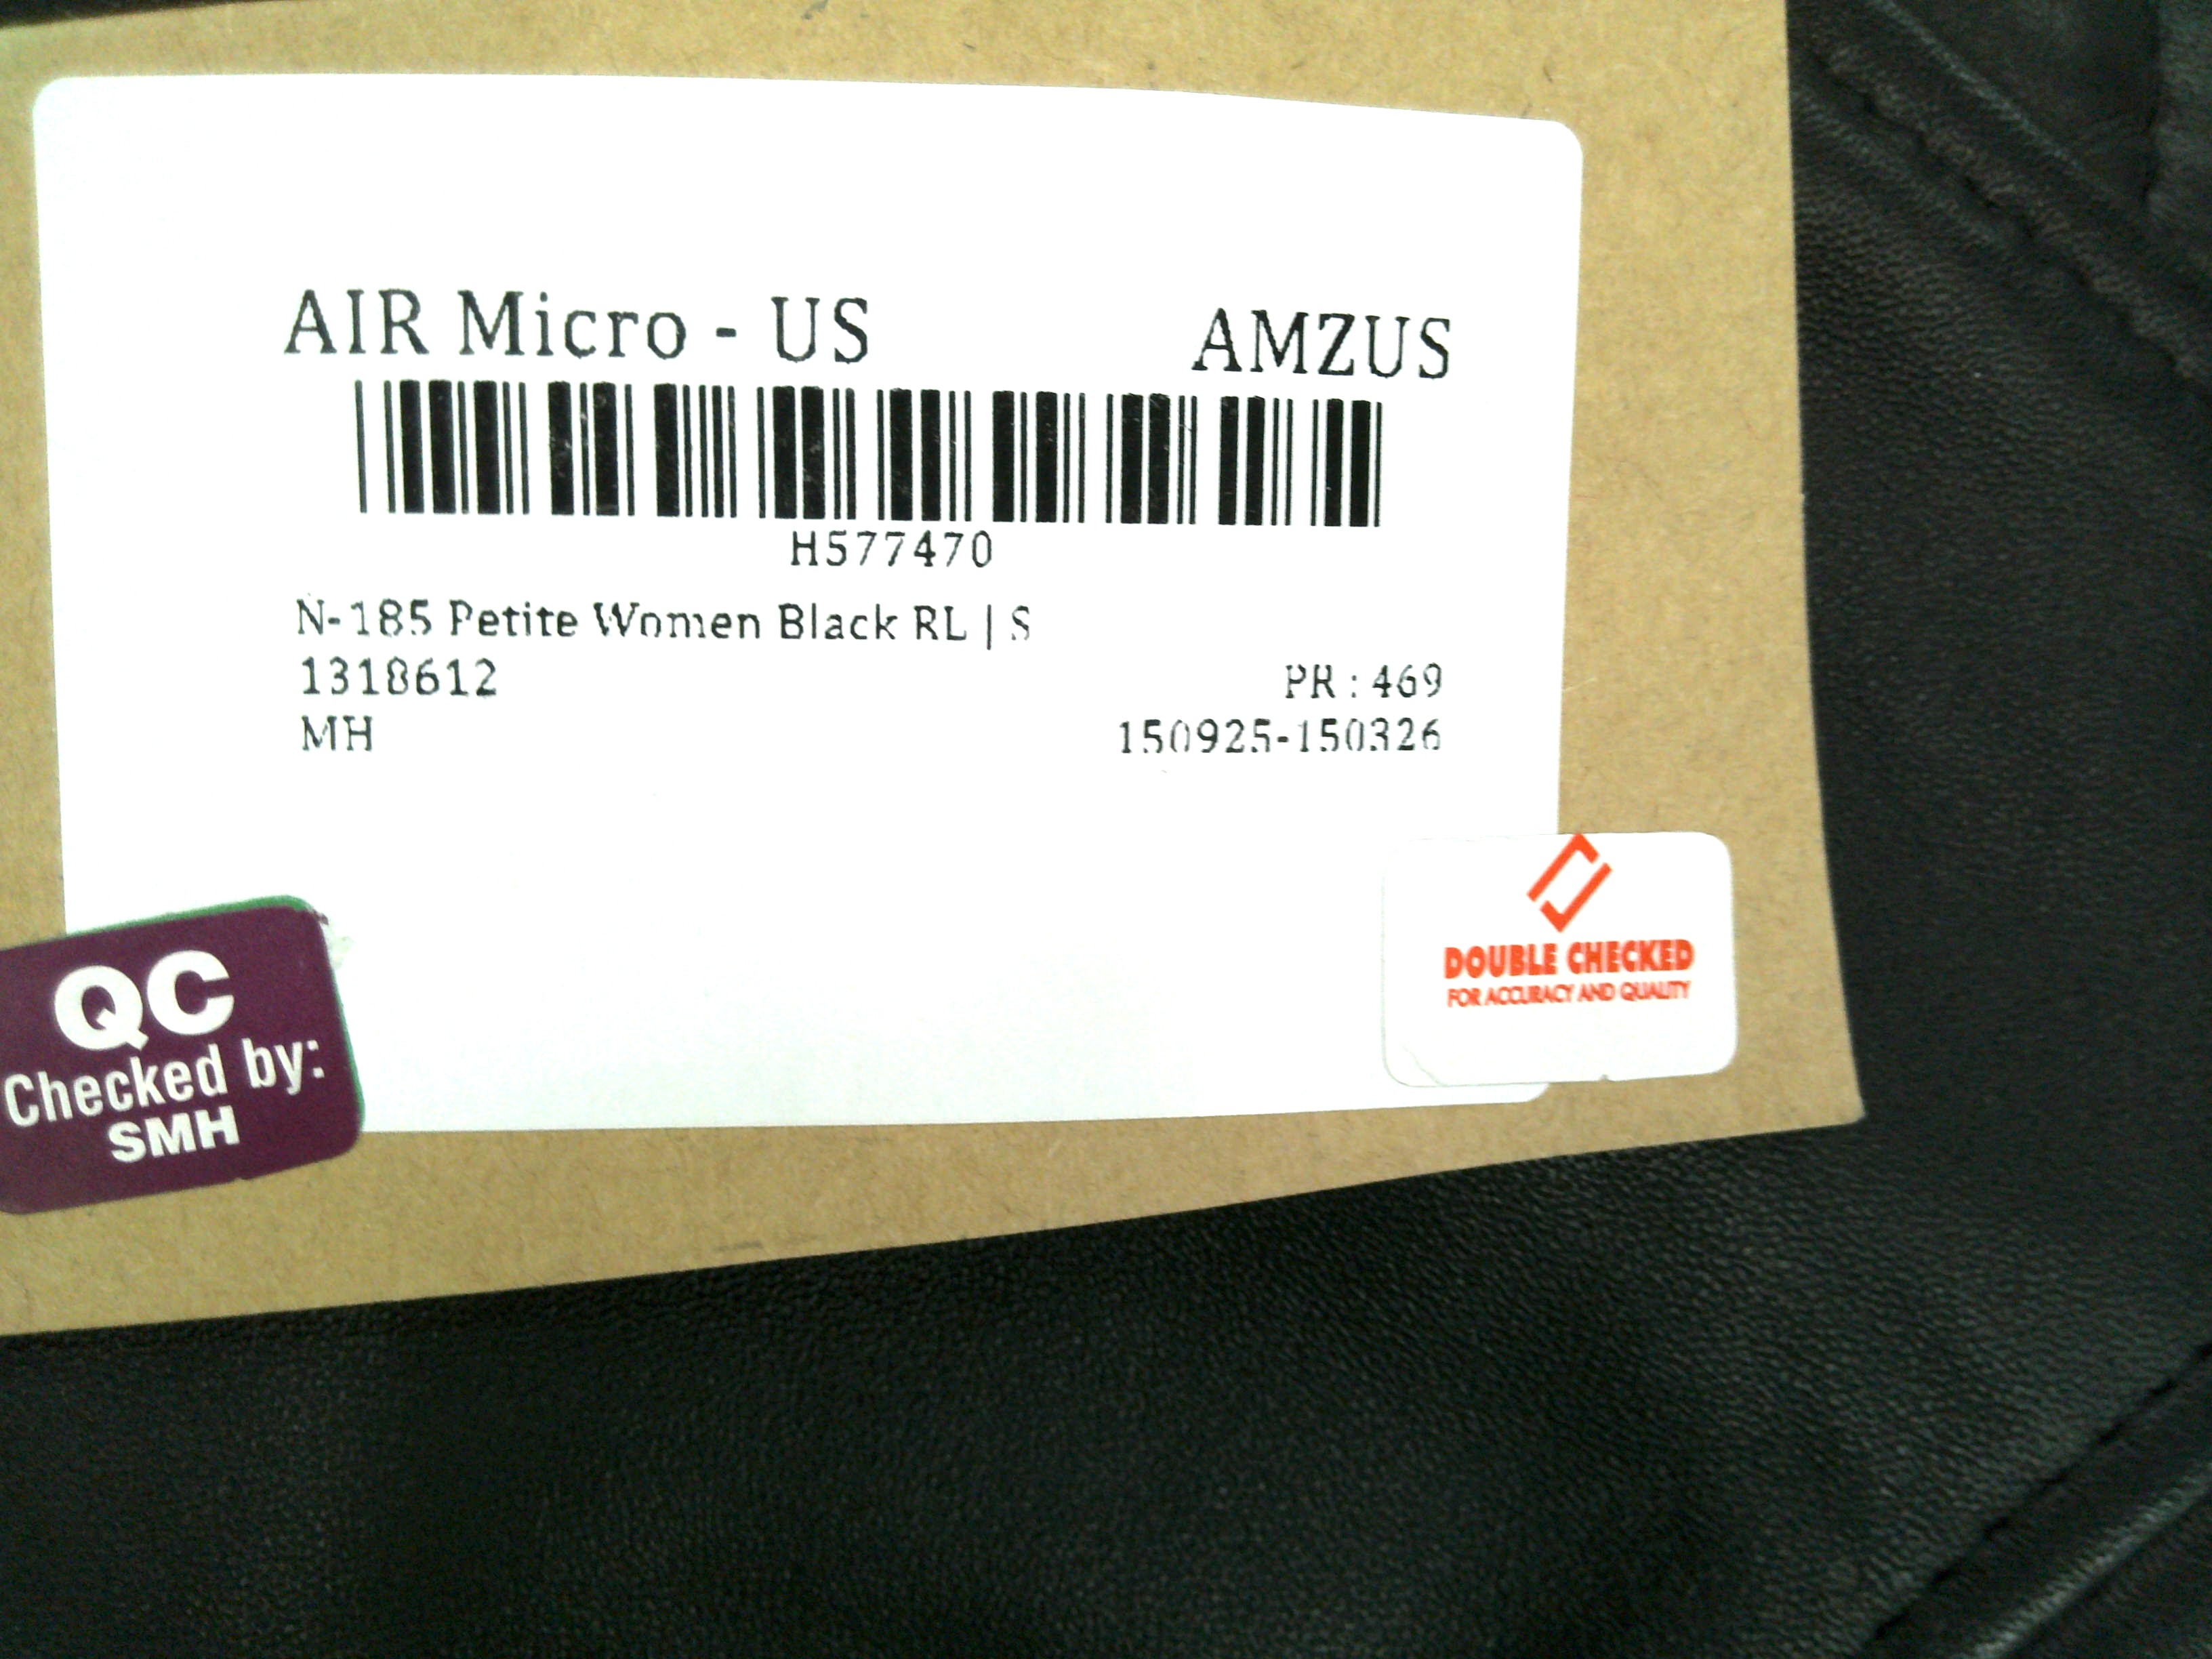 AIR Micro - US AMZUS
H577470
N-185 Petite Women Black RL | S
1318612 PR : 469
MH 150925-150326
DOUBLE CHECKED
FOR ACCURACY AND QUALITY
QC
Checked by:
SMH